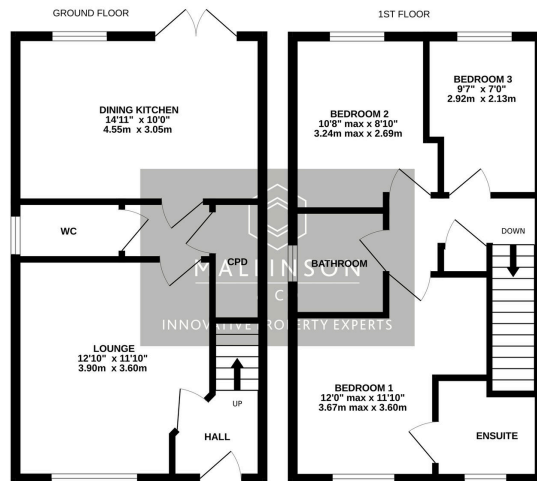 GROUND FLOOR
DINING KITCHEN
14'11" x 10'0"
4.55m x 3.05m
WC
CPD
LOUNGE
12'10" x 11'10"
3.90m x 3.60m
UP
HALL
1ST FLOOR
BEDROOM 2
10'8" max x 8'10"
3.24m max x 2.69m
BEDROOM 3
9'7" x 7'0"
2.92m x 2.13m
BATHROOM
DOWN
BEDROOM 1
12'0" max x 11'10"
3.67m max x 3.60m
ENSUITE
MALLINSON
INNOVATIVE PROPERTY EXPERTS